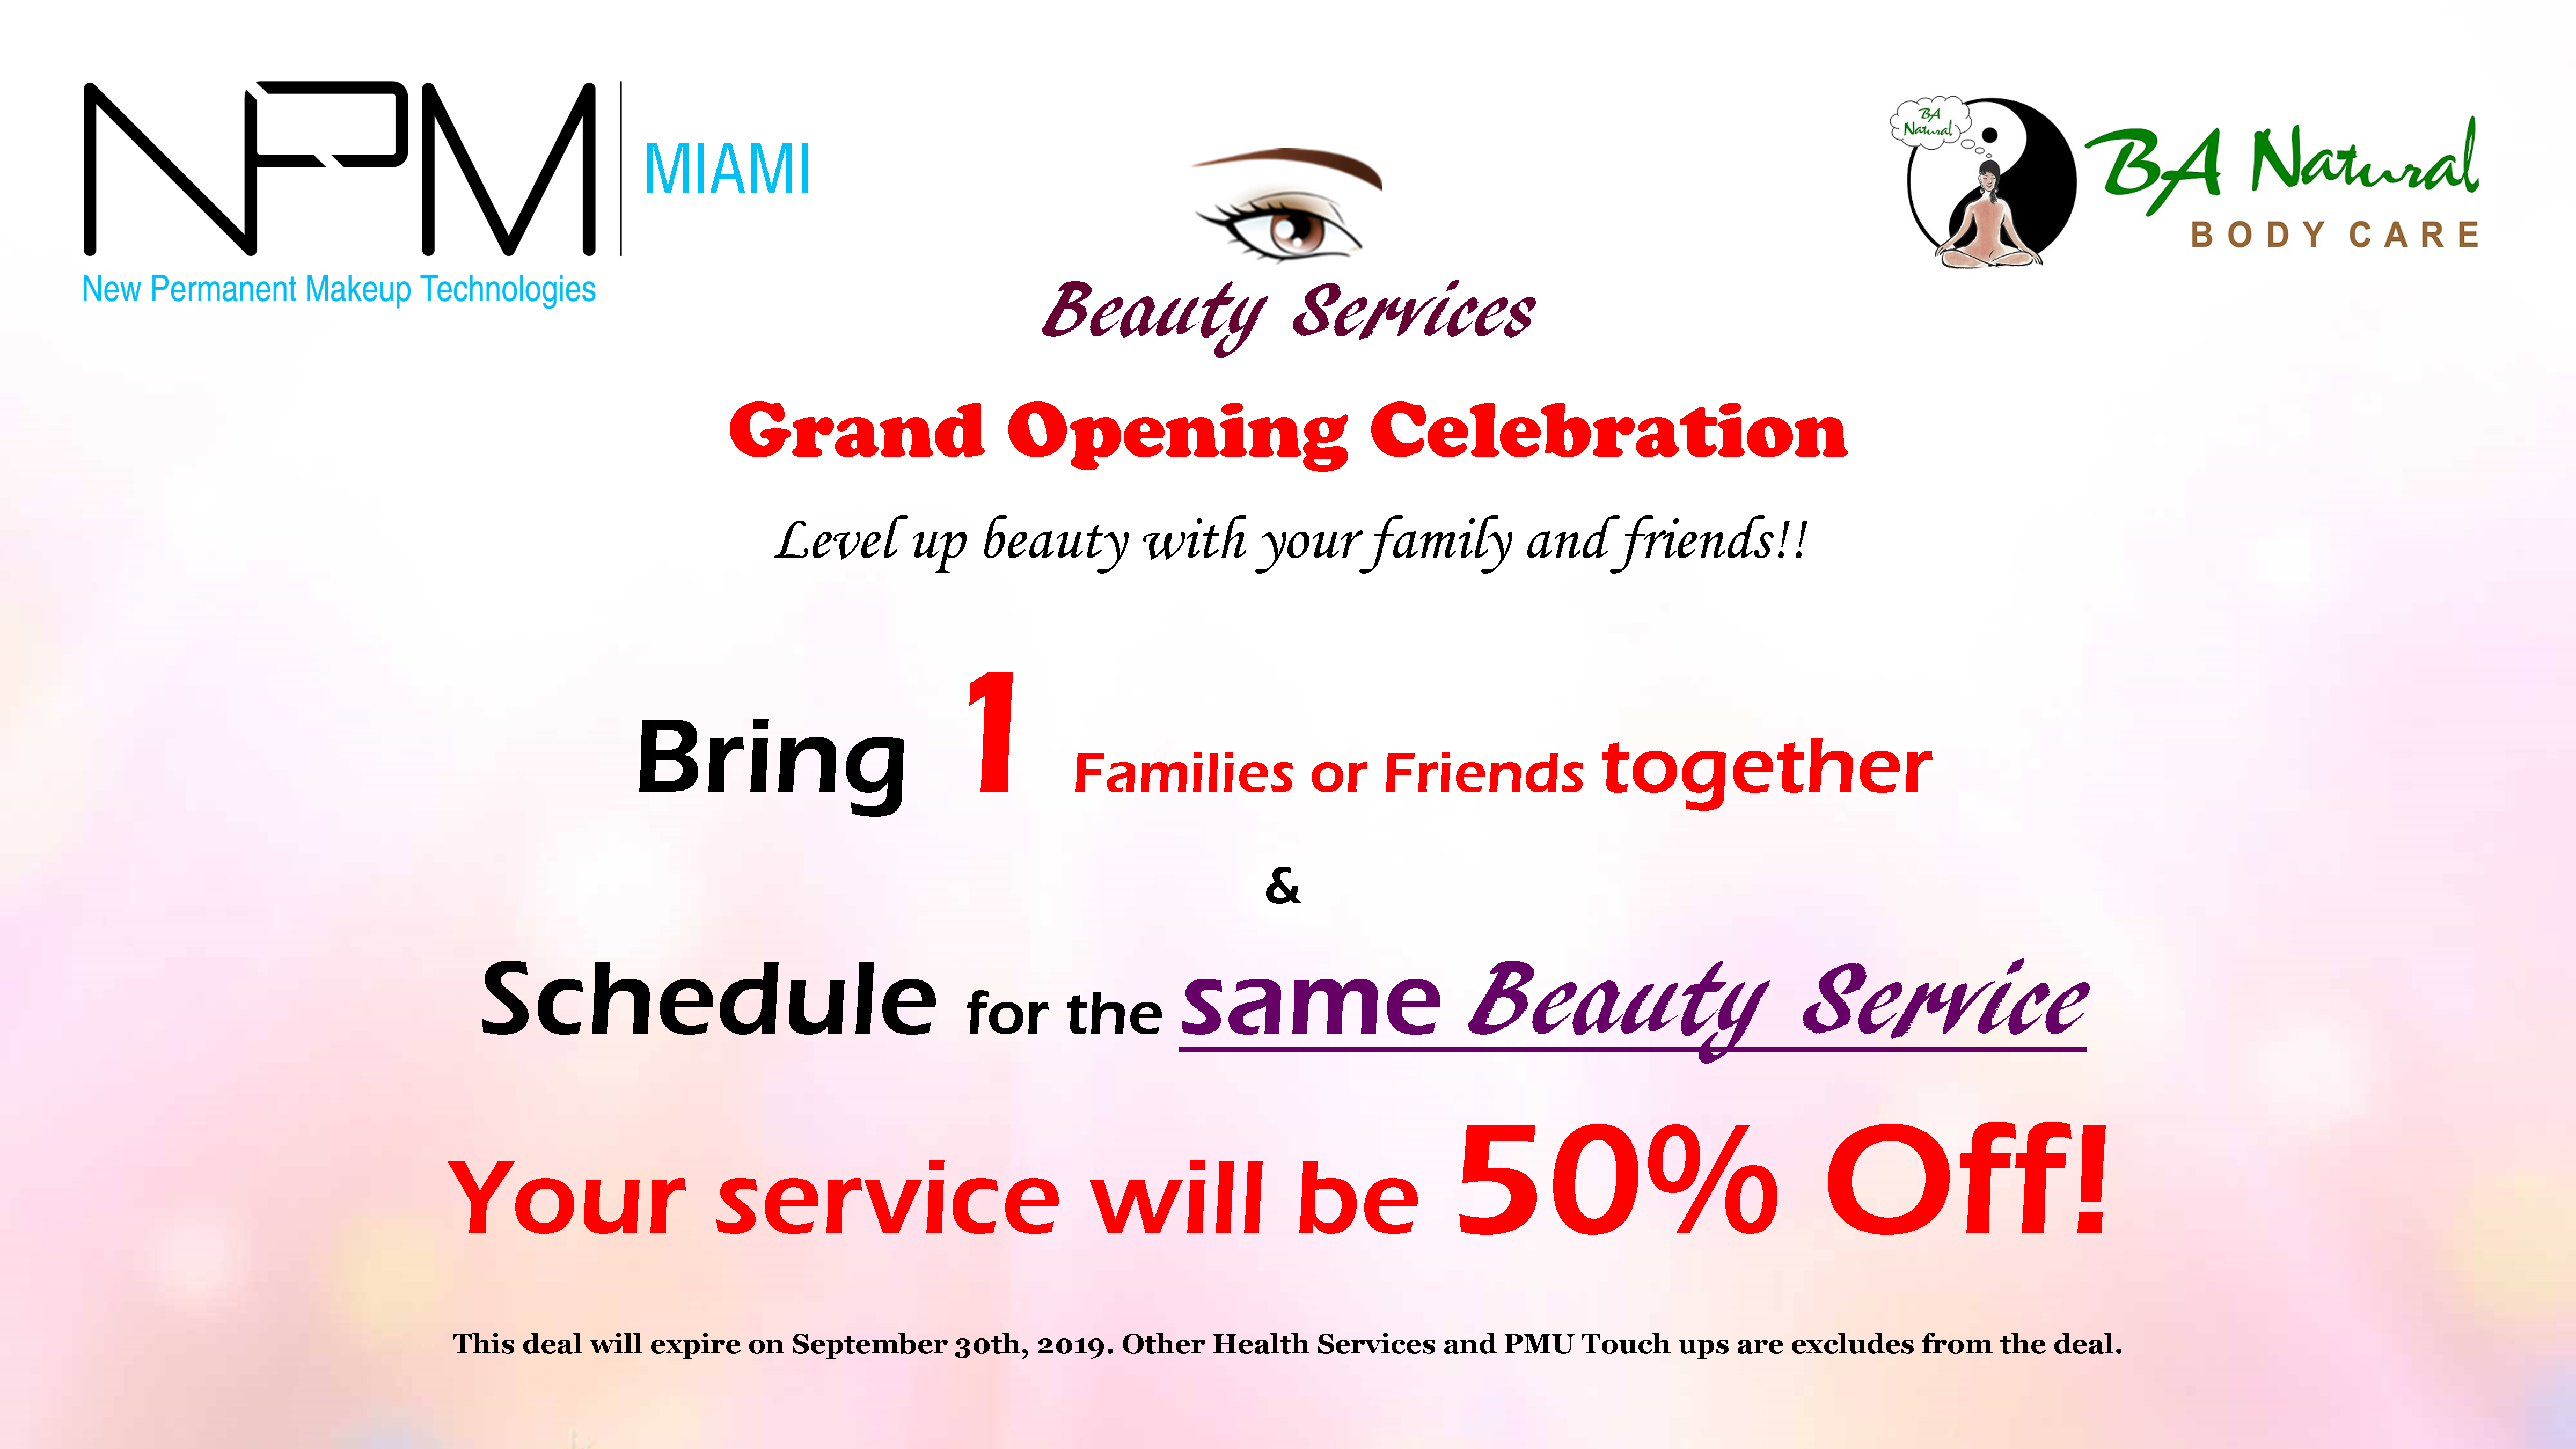 NPM
MIAMI
New Permanent Makeup Technologies
BA
Natural
BA Natural
BODY CARE
Beauty Services
Grand Opening Celebration
Level up beauty with your family and friends!!
Bring 1 Families or Friends together
&
Schedule for the same Beauty Service
Your service will be 50% Off!
This deal will expire on September 30th, 2019. Other Health Services and PMU Touch ups are excludes from the deal.